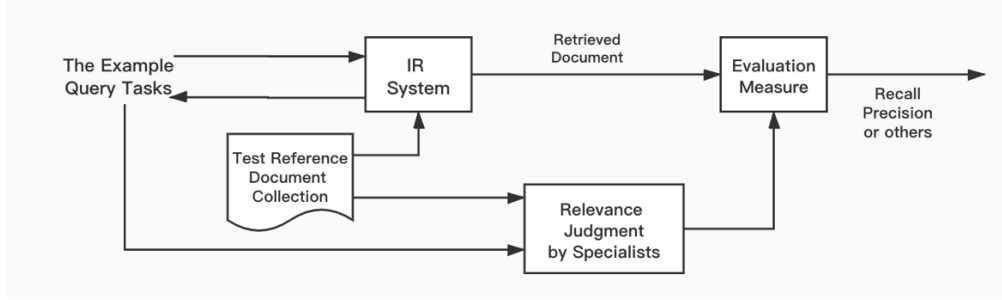 The Example
Query Tasks
IR
System
Retrieved
Document
Evaluation
Measure
Recall
Precision
or others
Test Reference
Document
Collection
Relevance
Judgment
by Specialists